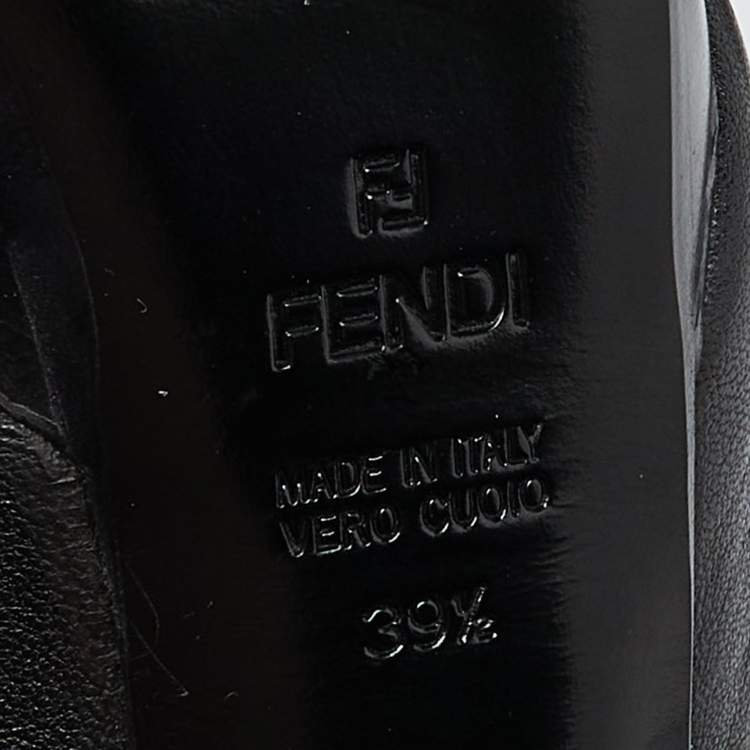 FF
FENDI
MADE IN ITALY
VERO CUOIO
39½